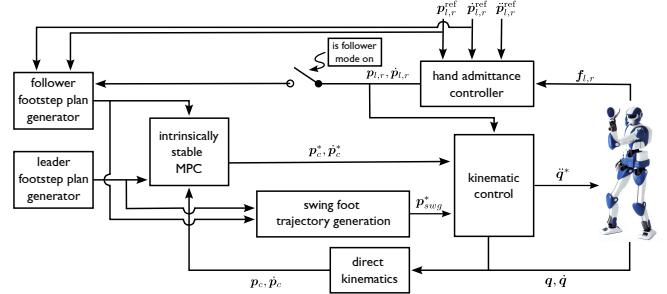 p_{l,r}^{ref} ṗ_{l,r}^{ref} p̈_{l,r}^{ref}
is follower
mode on
follower
footstep plan
generator
p_{l,r}, ṗ_{l,r}
hand admittance
controller
f_{l,r}
intrinsically
stable
MPC
leader
footstep plan
generator
p_c^*, ṗ_c^*
kinematic
control
q̈^*
swing foot
trajectory generation
p_{swg}^*
direct
kinematics
p_c, ṗ_c
q, q̇